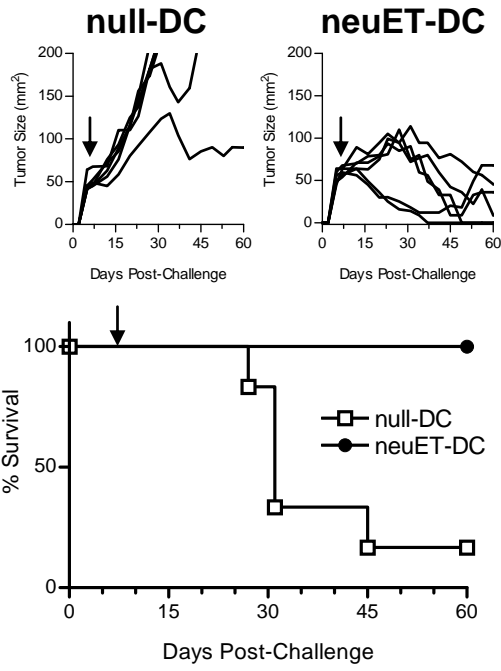 null-DC
neuET-DC
Tumor Size (mm²)
200
150
100
50
0
0 15 30 45 60
Days Post-Challenge
Tumor Size (mm²)
200
150
100
50
0
0 15 30 45 60
Days Post-Challenge
% Survival
100
50
0
null-DC
neuET-DC
0 15 30 45 60
Days Post-Challenge